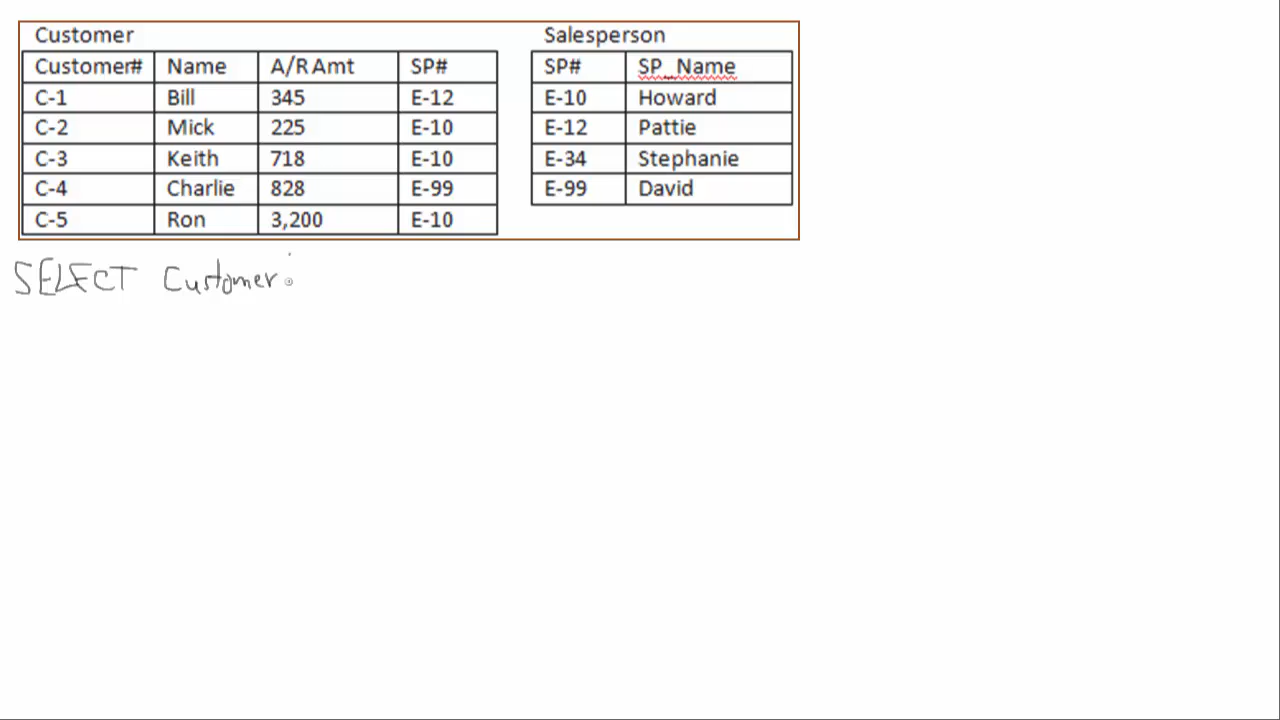 Customer
Customer# Name A/R Amt SP#
C-1 Bill 345 E-12
C-2 Mick 225 E-10
C-3 Keith 718 E-10
C-4 Charlie 828 E-99
C-5 Ron 3,200 E-10
Salesperson
SP# SP_Name
E-10 Howard
E-12 Pattie
E-34 Stephanie
E-99 David
SELECT Customer.